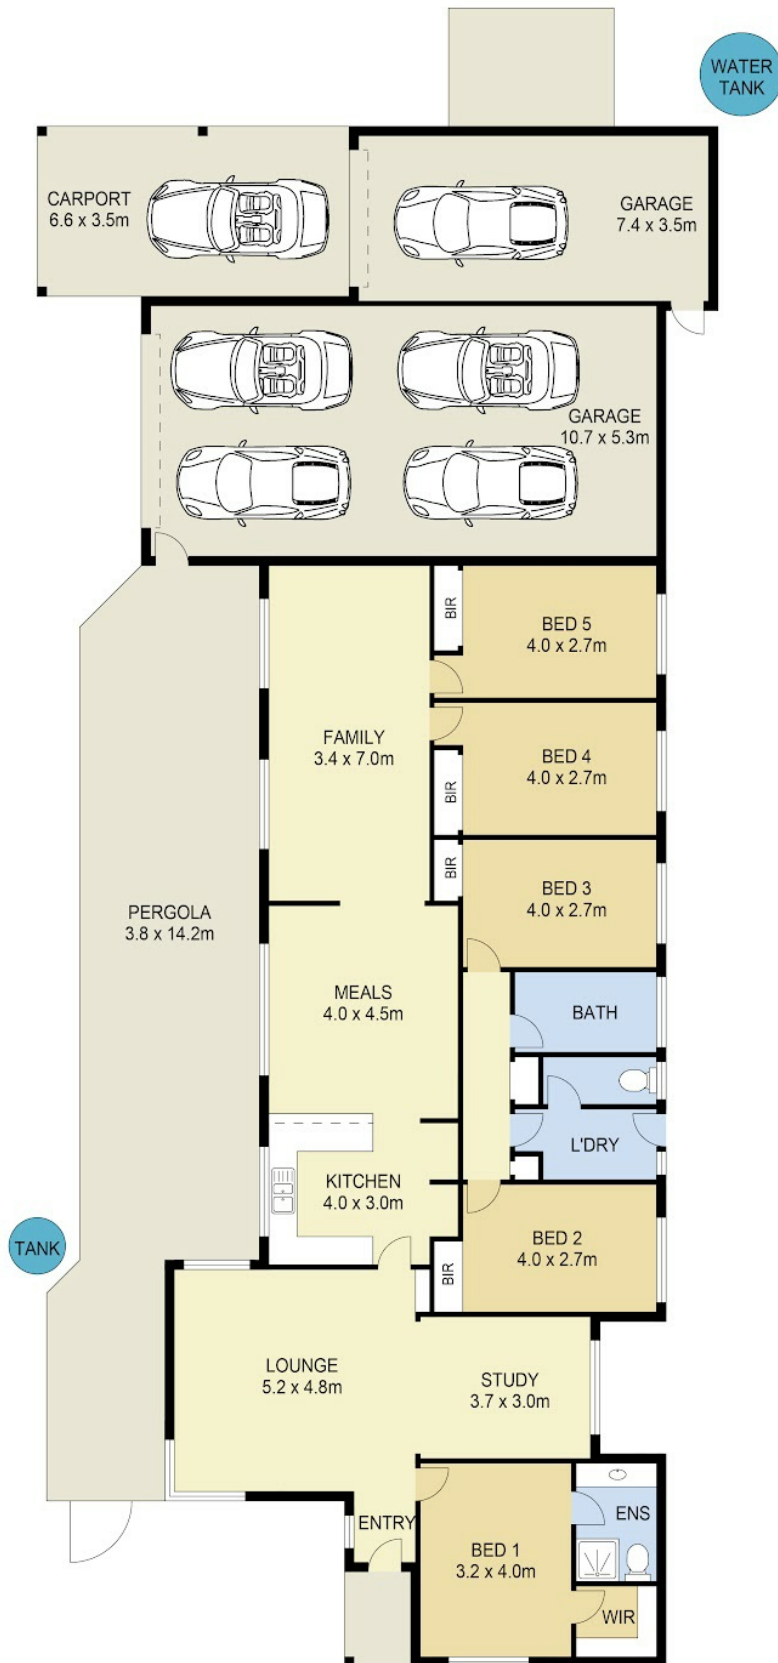 WATER
TANK
CARPORT
6.6 x 3.5m
GARAGE
7.4 x 3.5m
GARAGE
10.7 x 5.3m
BIR
BED 5
4.0 x 2.7m
FAMILY
3.4 x 7.0m
BIR
BED 4
4.0 x 2.7m
BIR
BED 3
4.0 x 2.7m
PERGOLA
3.8 x 14.2m
MEALS
4.0 x 4.5m
BATH
L'DRY
KITCHEN
4.0 x 3.0m
TANK
BIR
BED 2
4.0 x 2.7m
LOUNGE
5.2 x 4.8m
STUDY
3.7 x 3.0m
ENTRY
ENS
BED 1
3.2 x 4.0m
WIR